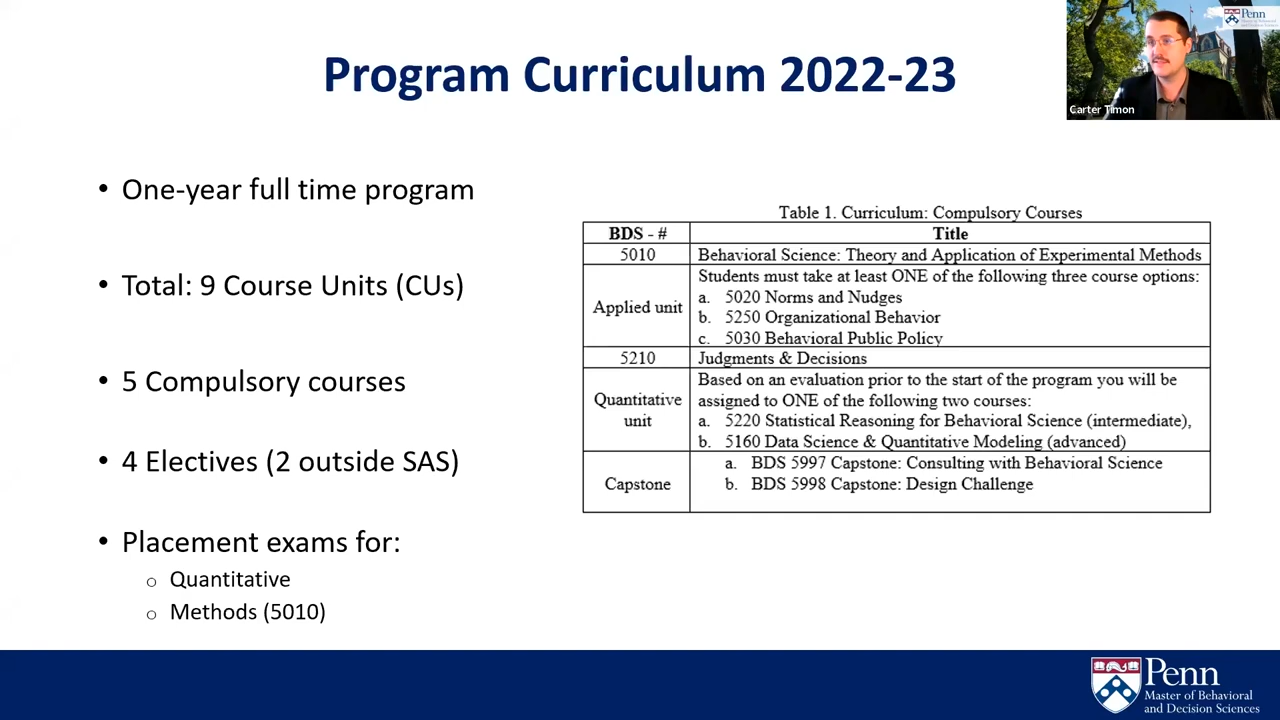 Program Curriculum 2022-23
Penn
Carter Timon
• One-year full time program
• Total: 9 Course Units (CUs)
• 5 Compulsory courses
• 4 Electives (2 outside SAS)
• Placement exams for:
o Quantitative
o Methods (5010)
Table 1. Curriculum: Compulsory Courses
BDS - # Title
5010 Behavioral Science: Theory and Application of Experimental Methods
Applied unit
Students must take at least ONE of the following three course options:
a. 5020 Norms and Nudges
b. 5250 Organizational Behavior
c. 5030 Behavioral Public Policy
5210 Judgments & Decisions
Quantitative
unit
Based on an evaluation prior to the start of the program you will be
assigned to ONE of the following two courses:
a. 5220 Statistical Reasoning for Behavioral Science (intermediate),
b. 5160 Data Science & Quantitative Modeling (advanced)
Capstone
a. BDS 5997 Capstone: Consulting with Behavioral Science
b. BDS 5998 Capstone: Design Challenge
Penn
Master of Behavioral
and Decision Sciences